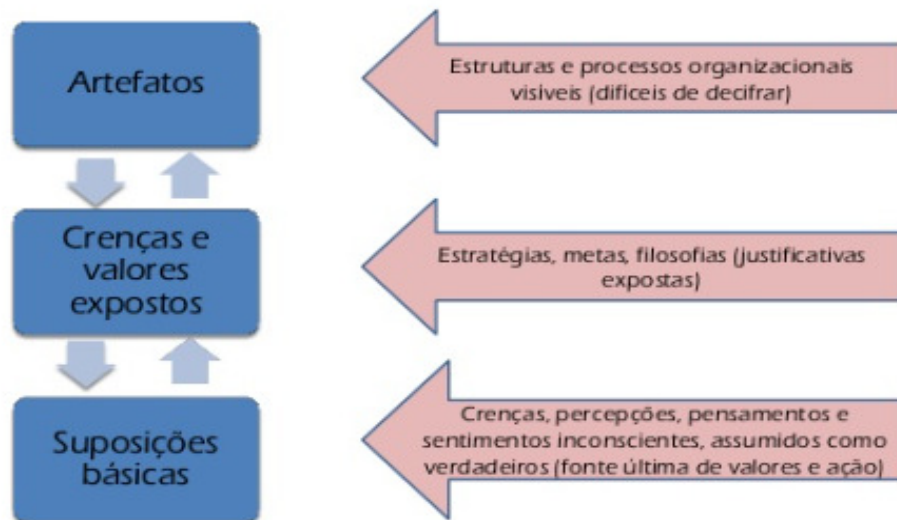 Artefatos
Estruturas e processos organizacionais
visíveis (difíceis de decifrar)
Crenças e
valores
expostos
Estratégias, metas, filosofias (justificativas
expostas)
Suposições
básicas
Crenças, percepções, pensamentos e
sentimentos inconscientes, assumidos como
verdadeiros (fonte última de valores e ação)